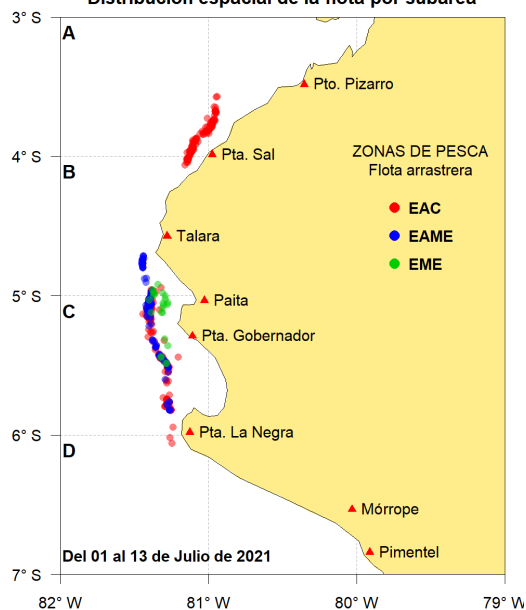 Distribución espacial de la flota por subárea
3° S
A
Pto. Pizarro
ZONAS DE PESCA
Flota arrastrera
4° S
Pta. Sal
B
EAC
Talara
EAME
EME
5° S
Paita
C
Pta. Gobernador
6° S
Pta. La Negra
D
Mórrope
Del 01 al 13 de Julio de 2021
Pimentel
7° S
82° W
81° W
80° W
79° W